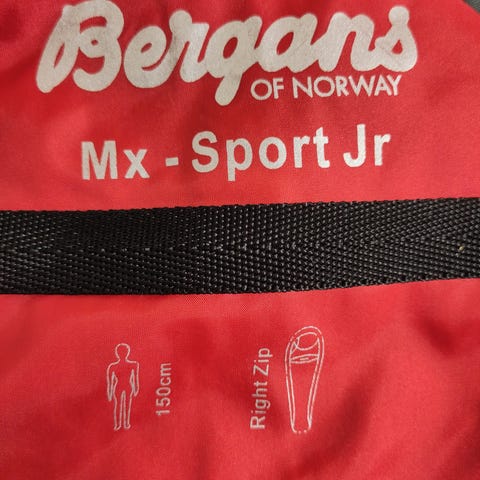 Bergans
OF NORWAY
Mx - Sport Jr
150cm
Right Zip